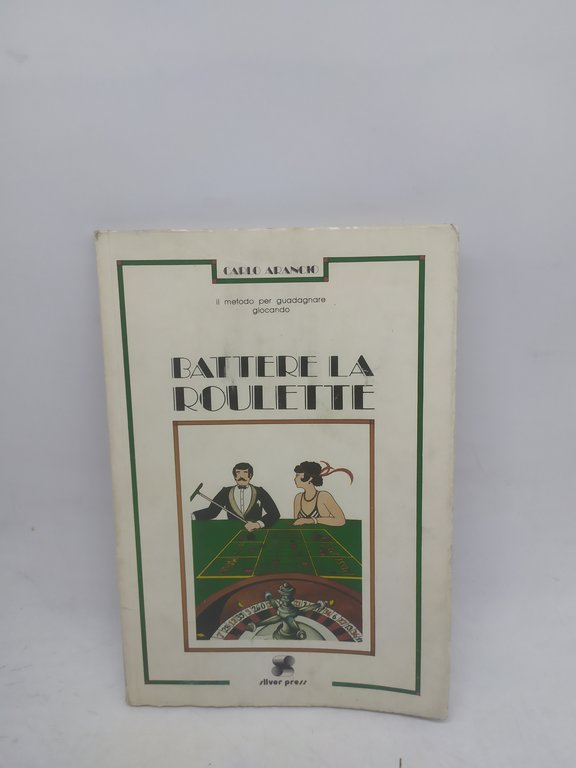 CARLO ARANCIO
il metodo per guadagnare
giocando
BATTERE LA
ROULETTE
silver press